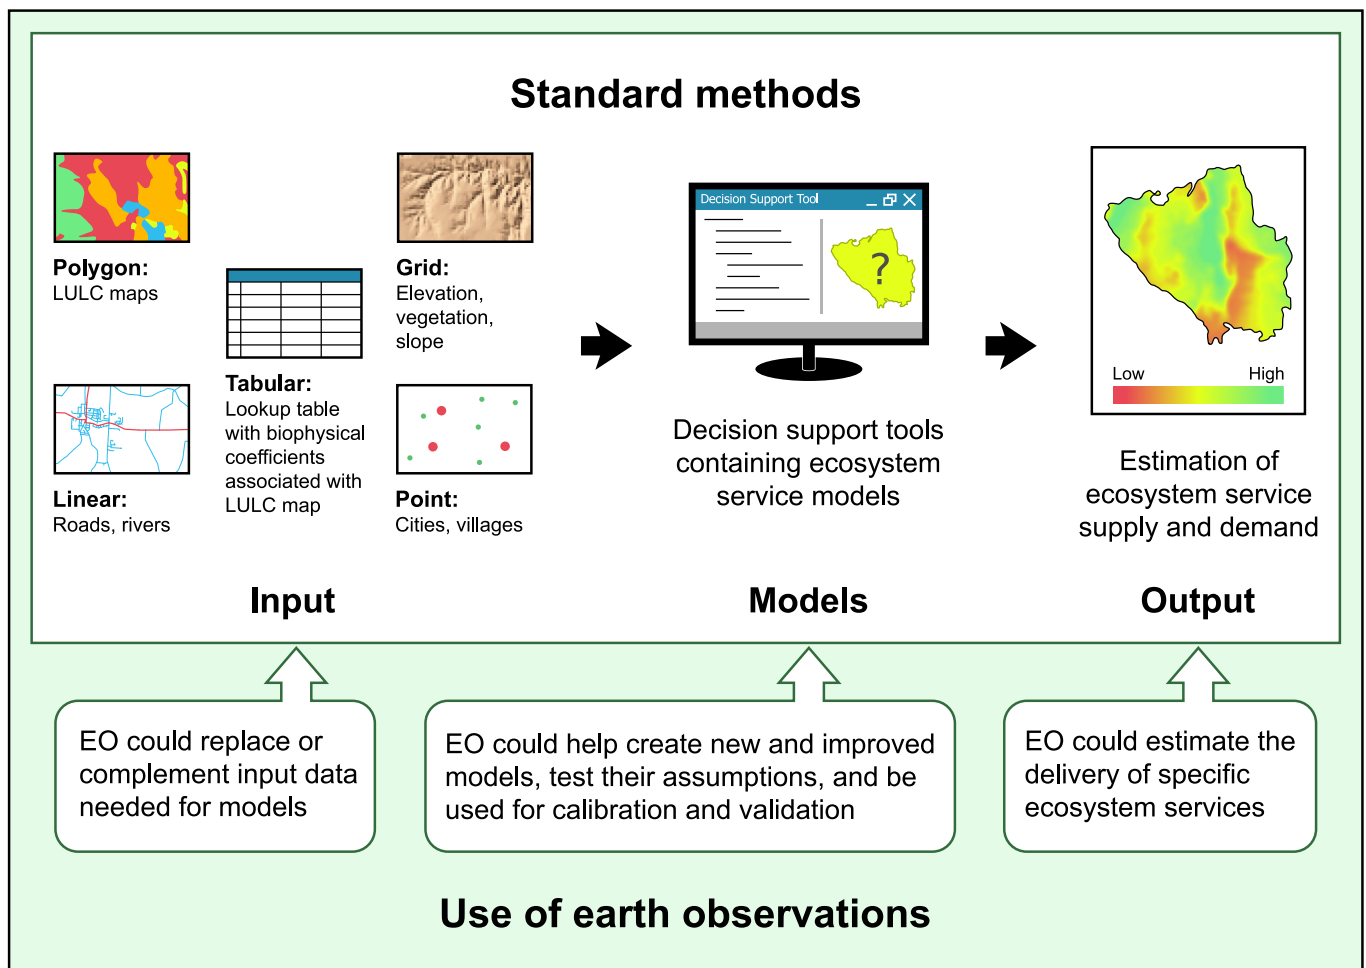 Standard methods
Polygon:
LULC maps
Grid:
Elevation,
vegetation,
slope
Tabular:
Lookup table
with biophysical
coefficients
associated with
LULC map
Linear:
Roads, rivers
Point:
Cities, villages
Input
Decision Support Tool
?
Decision support tools
containing ecosystem
service models
Models
Low High
Estimation of
ecosystem service
supply and demand
Output
EO could replace or
complement input data
needed for models
EO could help create new and improved
models, test their assumptions, and be
used for calibration and validation
EO could estimate the
delivery of specific
ecosystem services
Use of earth observations